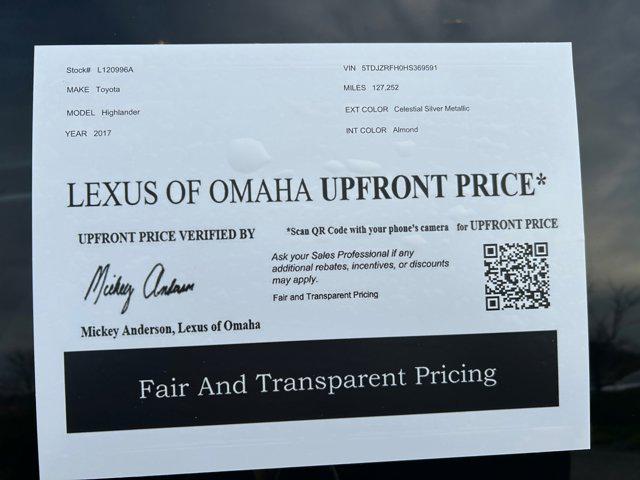 Stock# L120996A VIN 5TDJZRFH0HS369591
MAKE Toyota MILES 127,252
MODEL Highlander EXT COLOR Celestial Silver Metallic
YEAR 2017 INT COLOR Almond
LEXUS OF OMAHA UPFRONT PRICE*
UPFRONT PRICE VERIFIED BY *Scan QR Code with your phone's camera for UPFRONT PRICE
Ask your Sales Professional if any
additional rebates, incentives, or discounts
may apply.
Fair and Transparent Pricing
Mickey Anderson
Mickey Anderson, Lexus of Omaha
Fair And Transparent Pricing